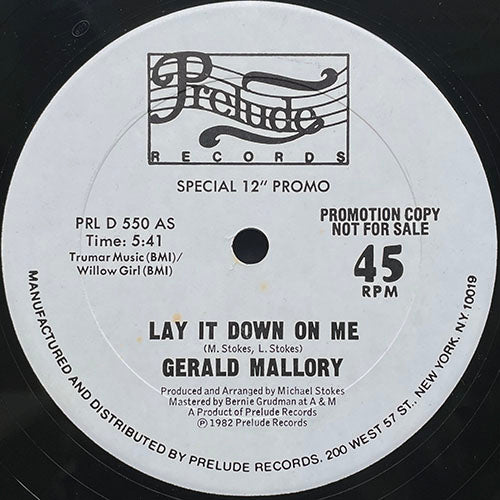 Prelude
RECORDS
SPECIAL 12" PROMO
PRL D 550 AS
Time: 5:41
Trumar Music (BMI)/
Willow Girl (BMI)
PROMOTION COPY
NOT FOR SALE
45
RPM
LAY IT DOWN ON ME
(M. Stokes, L. Stokes)
GERALD MALLORY
Produced and Arranged by Michael Stokes
Mastered by Bernie Grudman at A & M
A Product of Prelude Records
℗ 1982 Prelude Records
MANUFACTURED AND DISTRIBUTED BY PRELUDE RECORDS. 200 WEST 57 ST., NEW YORK, NY 10019